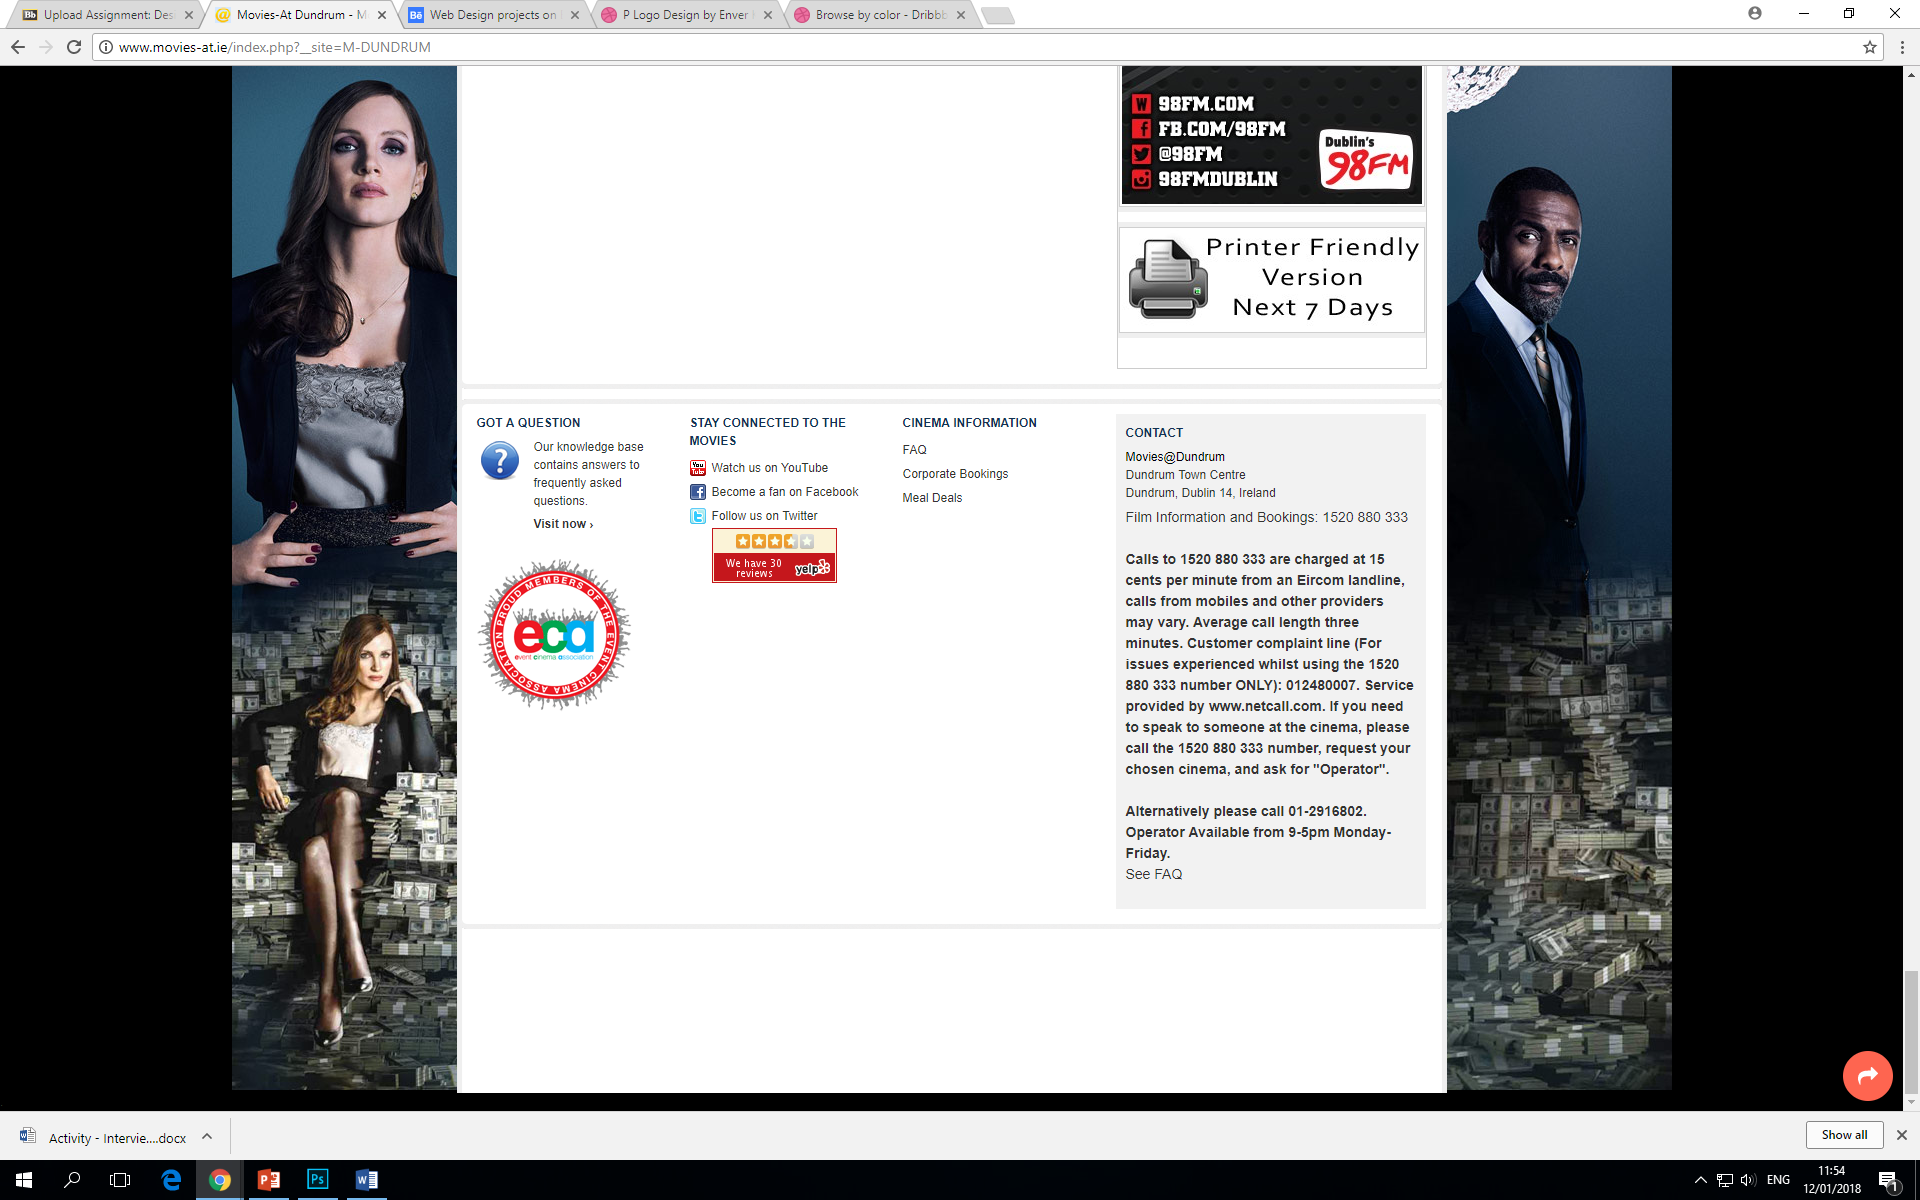 Bb Upload Assignment: Des
Movies-At Dundrum - M
Bē Web Design projects on
P Logo Design by Enver
Browse by color - Dribbb
www.movies-at.ie/index.php?__site=M-DUNDRUM
W 98FM.COM
f FB.COM/98FM
@98FM
98FMDUBLIN
Dublin's
98FM
Printer Friendly
Version
Next 7 Days
GOT A QUESTION
?
Our knowledge base
contains answers to
frequently asked
questions.
Visit now ›
PROUD MEMBERS OF THE EVENT CINEMA ASSOCIATION
eca
event cinema association
STAY CONNECTED TO THE
MOVIES
You Tube Watch us on YouTube
f Become a fan on Facebook
t Follow us on Twitter
We have 30
reviews
yelp
CINEMA INFORMATION
FAQ
Corporate Bookings
Meal Deals
CONTACT
Movies@Dundrum
Dundrum Town Centre
Dundrum, Dublin 14, Ireland
Film Information and Bookings: 1520 880 333
Calls to 1520 880 333 are charged at 15
cents per minute from an Eircom landline,
calls from mobiles and other providers
may vary. Average call length three
minutes. Customer complaint line (For
issues experienced whilst using the 1520
880 333 number ONLY): 012480007. Service
provided by www.netcall.com. If you need
to speak to someone at the cinema, please
call the 1520 880 333 number, request your
chosen cinema, and ask for "Operator".
Alternatively please call 01-2916802.
Operator Available from 9-5pm Monday-
Friday.
See FAQ
Activity - Intervie....docx
Show all
Ps
ENG
11:54
12/01/2018
1